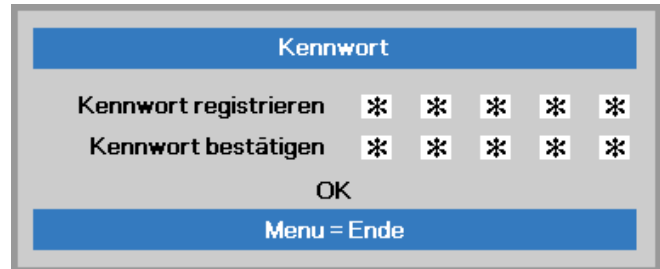 Kennwort
Kennwort registrieren * * * * *
Kennwort bestätigen * * * * *
OK
Menu = Ende